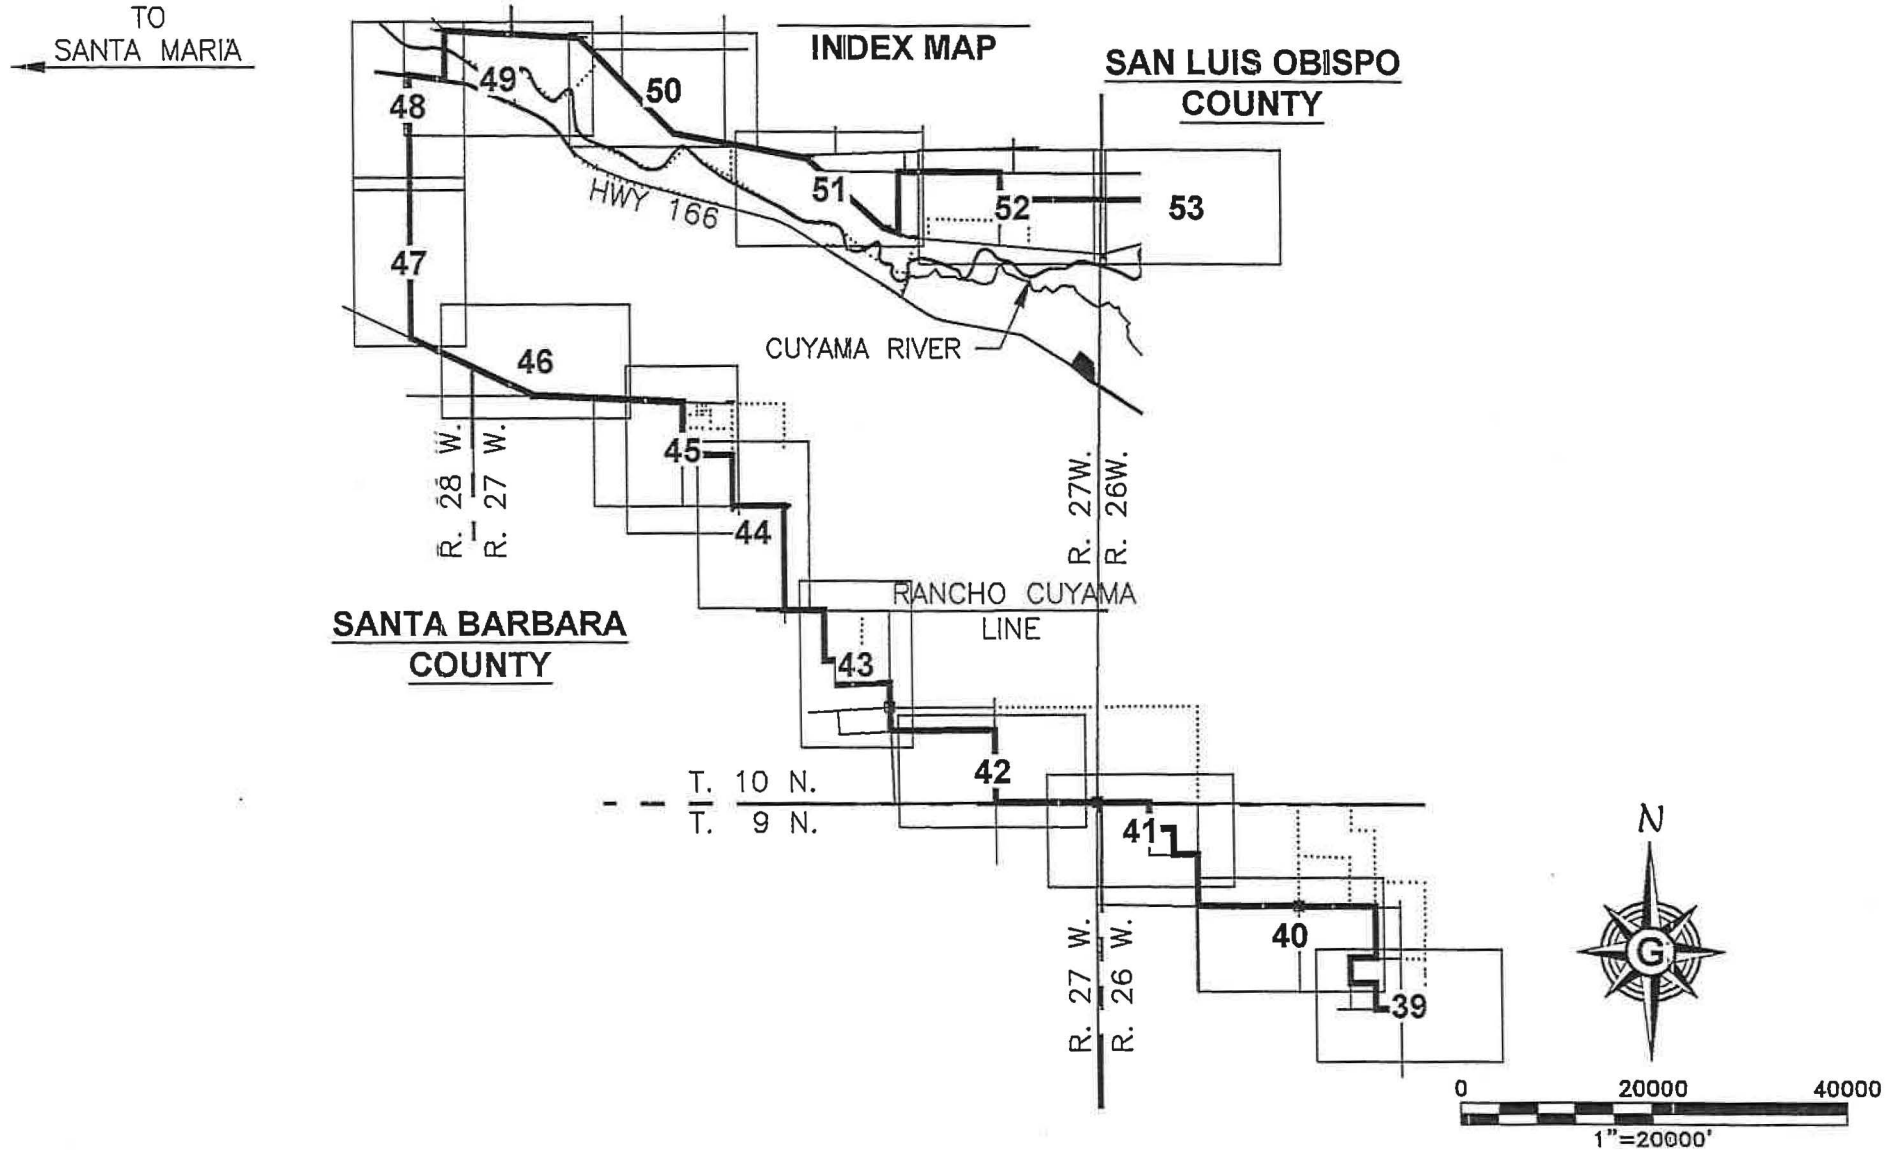 TO
SANTA MARIA
INDEX MAP
SAN LUIS OBISPO
COUNTY
49
50
48
51
HWY 166
52
53
47
CUYAMA RIVER
46
45
R. 28 W.
R. 27 W.
R. 27W.
R. 26W.
44
RANCHO CUYAMA
LINE
SANTA BARBARA
COUNTY
43
42
T. 10 N.
T. 9 N.
41
N
40
R. 27 W.
R. 26 W.
G
39
0 20000 40000
1"=20000'